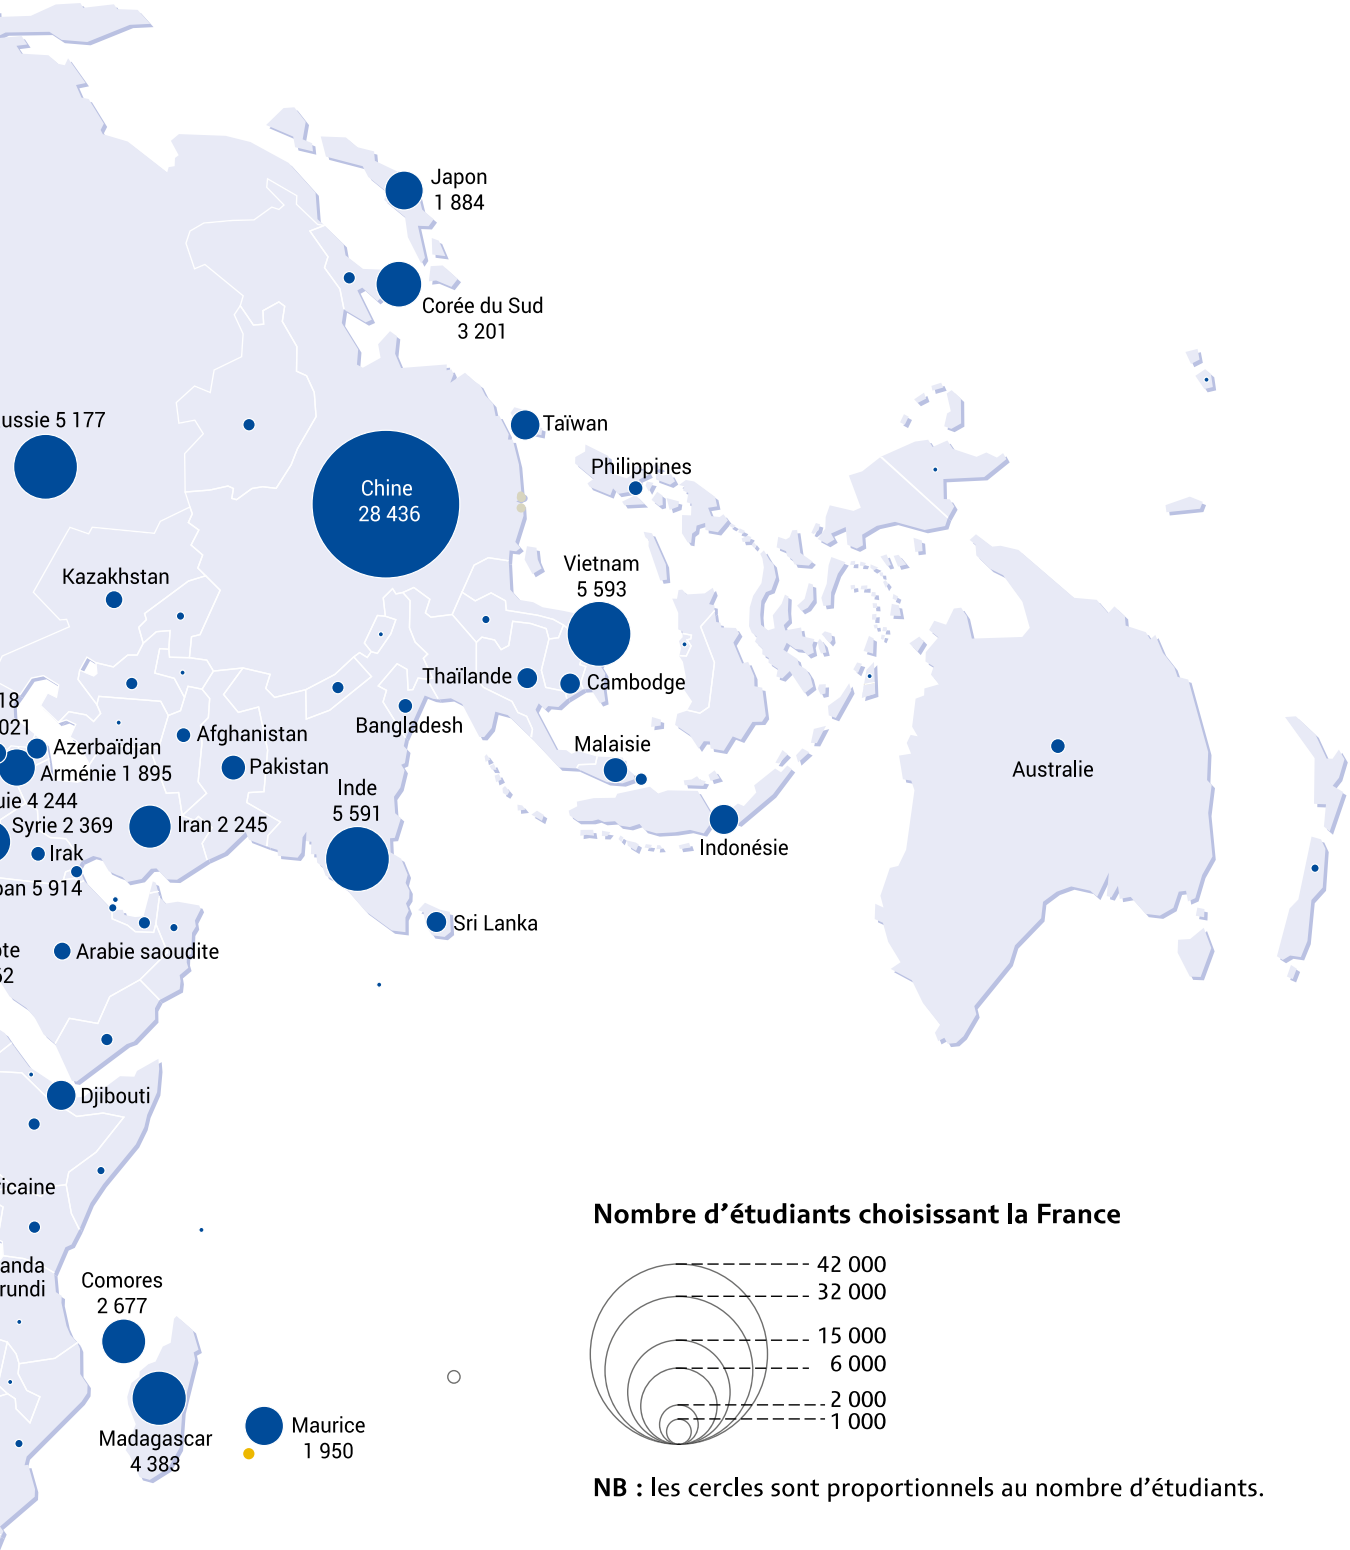 Japon
1 884
Corée du Sud
3 201
ussie 5 177
Taïwan
Philippines
Chine
28 436
Vietnam
5 593
Kazakhstan
Thaïlande
Cambodge
18
021
Azerbaïdjan
Afghanistan
Bangladesh
Malaisie
Arménie 1 895
Pakistan
Australie
uie 4 244
Inde
5 591
Syrie 2 369
Iran 2 245
Irak
Indonésie
ban 5 914
Sri Lanka
te
62
Arabie saoudite
Djibouti
icaine
anda
rundi
Comores
2 677
Madagascar
4 383
Maurice
1 950
Nombre d'étudiants choisissant la France
42 000
32 000
15 000
6 000
2 000
1 000
NB : les cercles sont proportionnels au nombre d'étudiants.